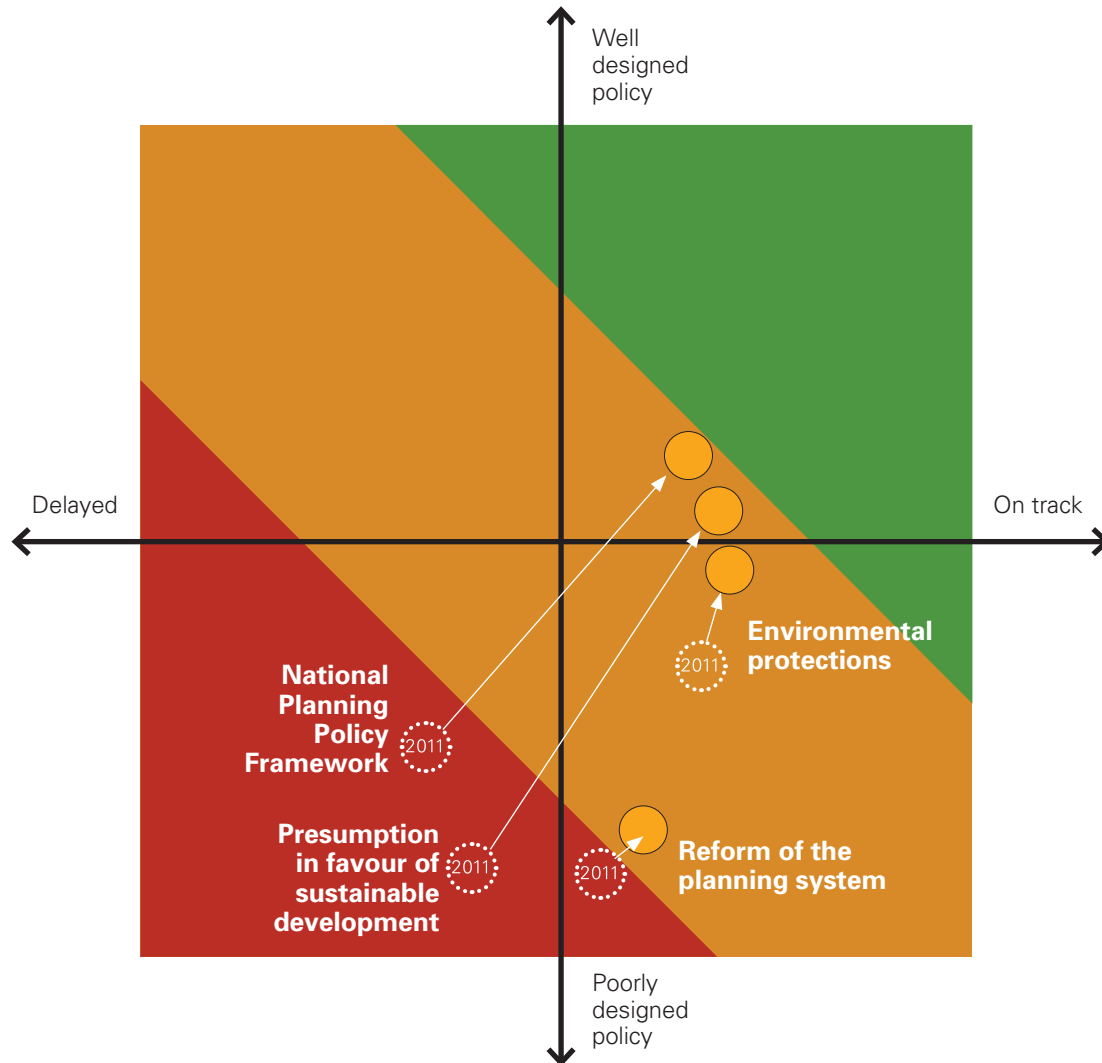 Well
designed
policy
Delayed
On track
Environmental
protections
2011
National
Planning
Policy
Framework
2011
Presumption
in favour of
sustainable
development
2011
2011
Reform of the
planning system
Poorly
designed
policy